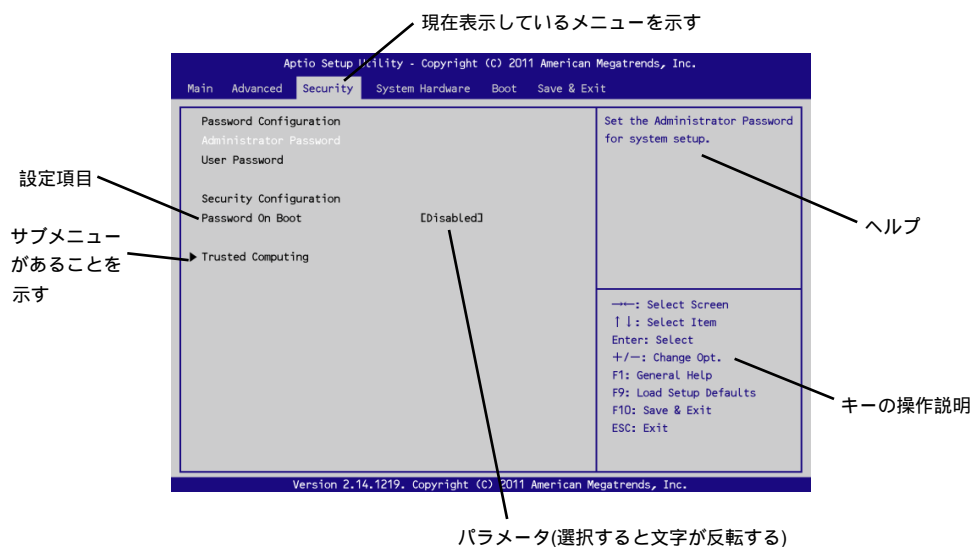 現在表示しているメニューを示す
Aptio Setup Utility - Copyright (C) 2011 American Megatrends, Inc.
Main Advanced Security System Hardware Boot Save & Exit
Password Configuration
Administrator Password
User Password
Security Configuration
Password On Boot [Disabled]
▶ Trusted Computing
Set the Administrator Password
for system setup.
→←: Select Screen
↑↓: Select Item
Enter: Select
+/−: Change Opt.
F1: General Help
F9: Load Setup Defaults
F10: Save & Exit
ESC: Exit
Version 2.14.1219. Copyright (C) 2011 American Megatrends, Inc.
設定項目
サブメニュー
があることを
示す
ヘルプ
キーの操作説明
パラメータ(選択すると文字が反転する)